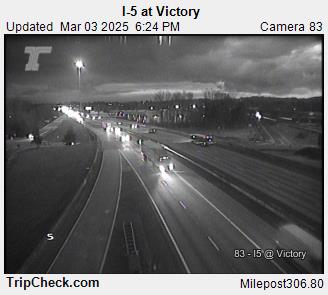 I-5 at Victory
Updated Mar 03 2025 6:24 PM Camera 83
T
S
83 - I5 @ Victory
TripCheck.com Milepost306.80